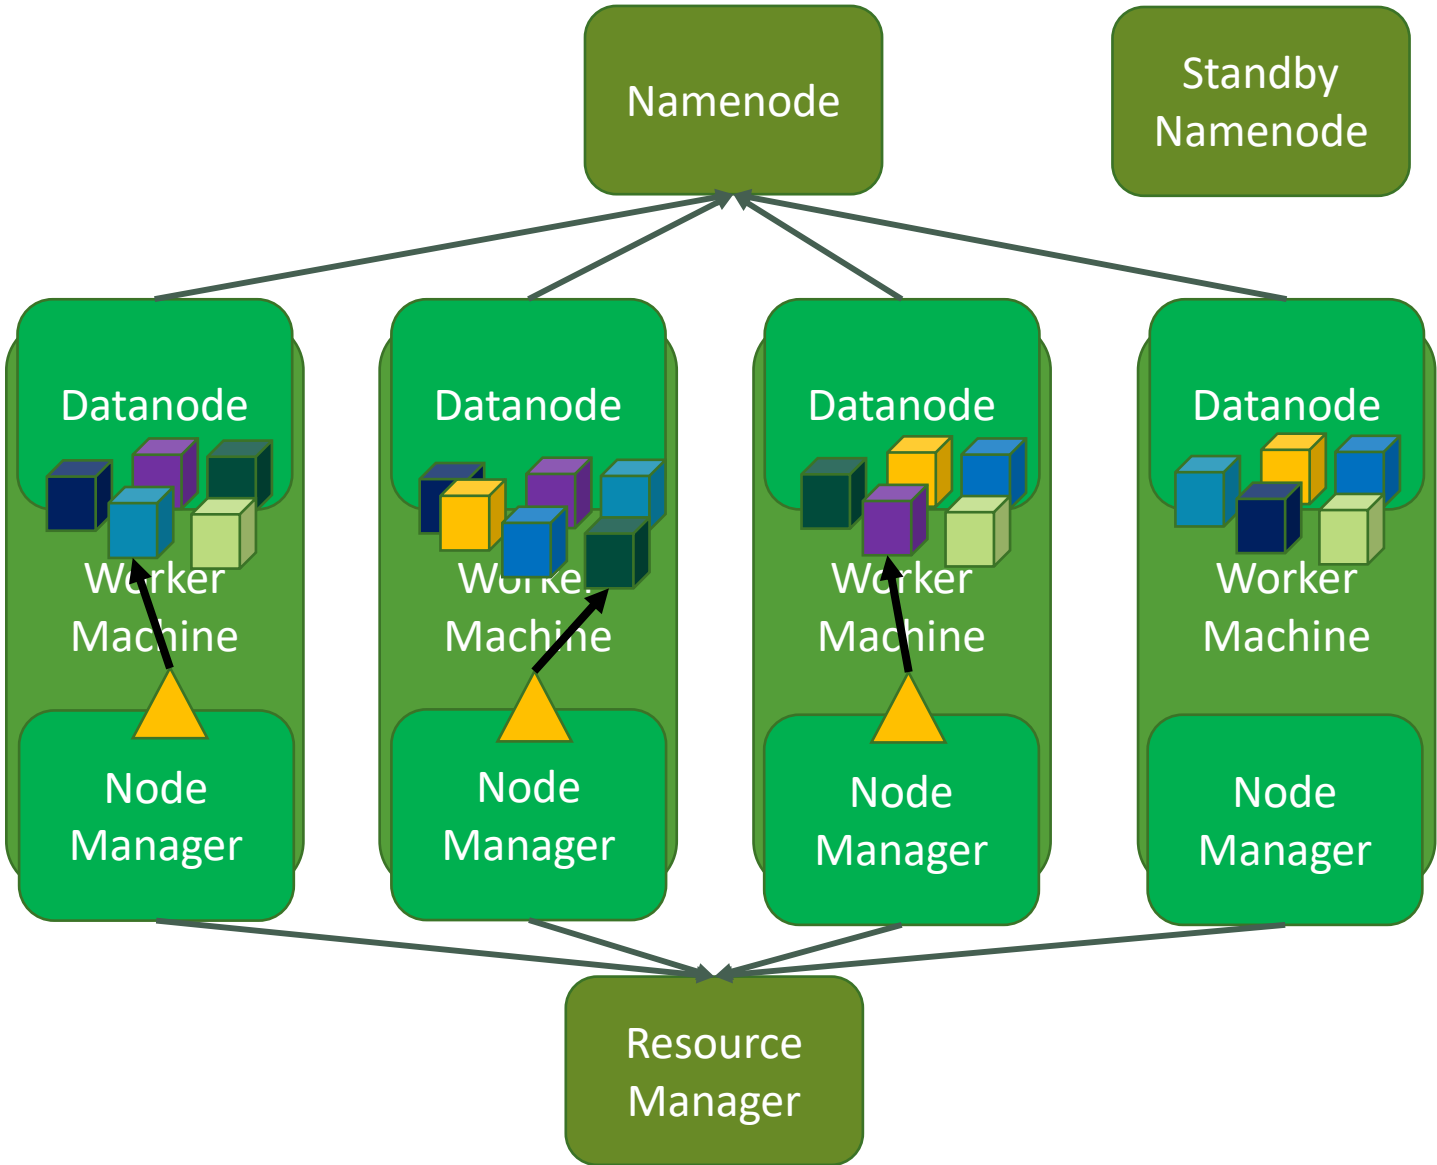 Namenode
Standby
Namenode
Datanode
Datanode
Datanode
Datanode
Worker
Machine
Worker
Machine
Worker
Machine
Worker
Machine
Node
Manager
Node
Manager
Node
Manager
Node
Manager
Resource
Manager